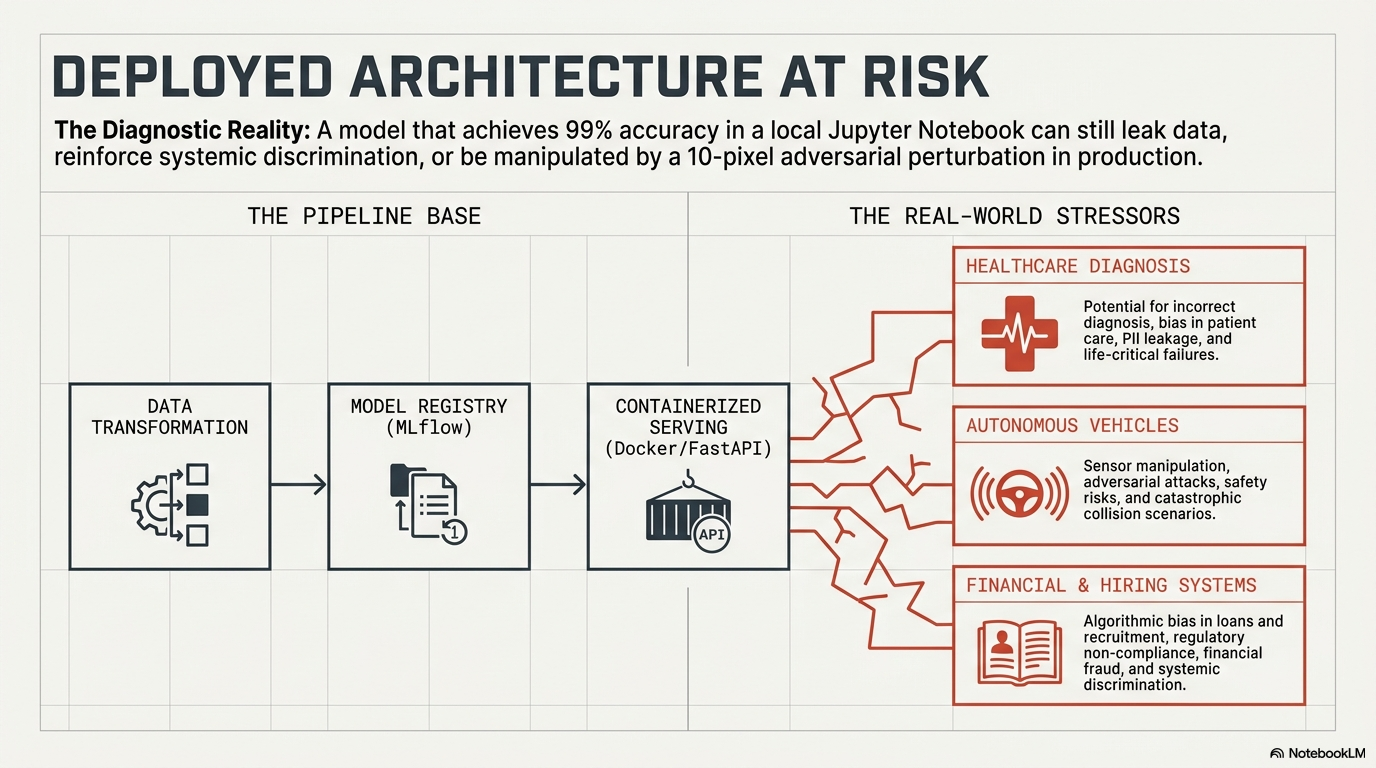 DEPLOYED ARCHITECTURE AT RISK
The Diagnostic Reality: A model that achieves 99% accuracy in a local Jupyter Notebook can still leak data,
reinforce systemic discrimination, or be manipulated by a 10-pixel adversarial perturbation in production.
THE PIPELINE BASE
THE REAL-WORLD STRESSORS
DATA
TRANSFORMATION
MODEL REGISTRY
(MLflow)
1
CONTAINERIZED
SERVING
(Docker/FastAPI)
API
HEALTHCARE DIAGNOSIS
Potential for incorrect
diagnosis, bias in patient
care, PII leakage, and
life-critical failures.
AUTONOMOUS VEHICLES
Sensor manipulation,
adversarial attacks, safety
risks, and catastrophic
collision scenarios.
FINANCIAL & HIRING SYSTEMS
Algorithmic bias in loans and
recruitment, regulatory
non-compliance, financial
fraud, and systemic
discrimination.
NotebookLM